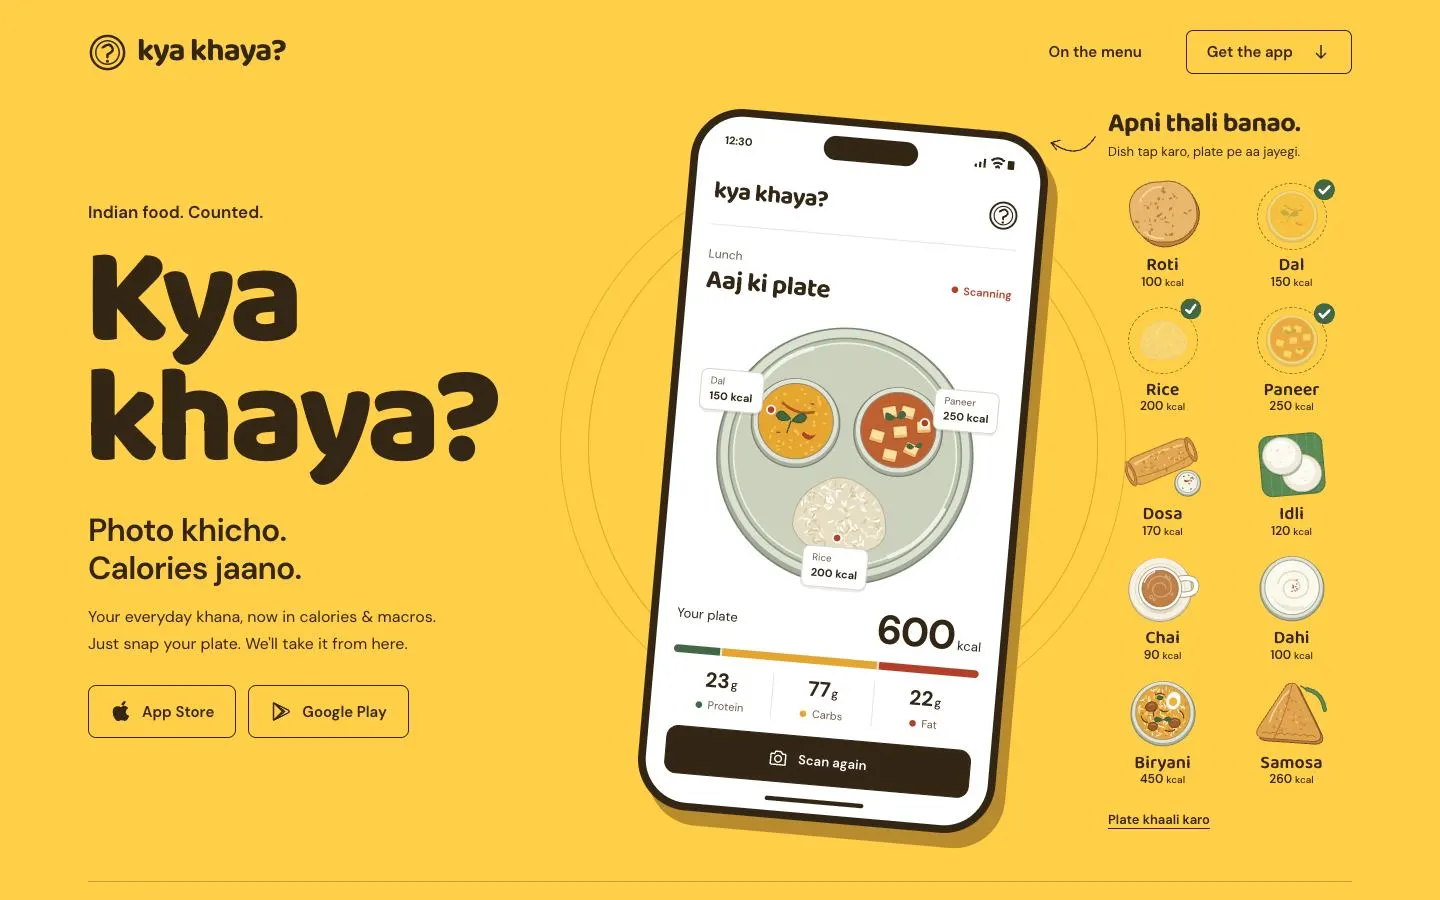 kya khaya?
On the menu
Get the app
Indian food. Counted.
Kya
khaya?
Photo khicho.
Calories jaano.
Your everyday khana, now in calories & macros.
Just snap your plate. We'll take it from here.
App Store
Google Play
12:30
kya khaya?
Lunch
Aaj ki plate
Scanning
Dal
150 kcal
Paneer
250 kcal
Rice
200 kcal
Your plate
600 kcal
23g
Protein
77g
Carbs
22g
Fat
Scan again
Apni thali banao.
Dish tap karo, plate pe aa jayegi.
Roti
100 kcal
Dal
150 kcal
Rice
200 kcal
Paneer
250 kcal
Dosa
170 kcal
Idli
120 kcal
Chai
90 kcal
Dahi
100 kcal
Biryani
450 kcal
Samosa
260 kcal
Plate khaali karo